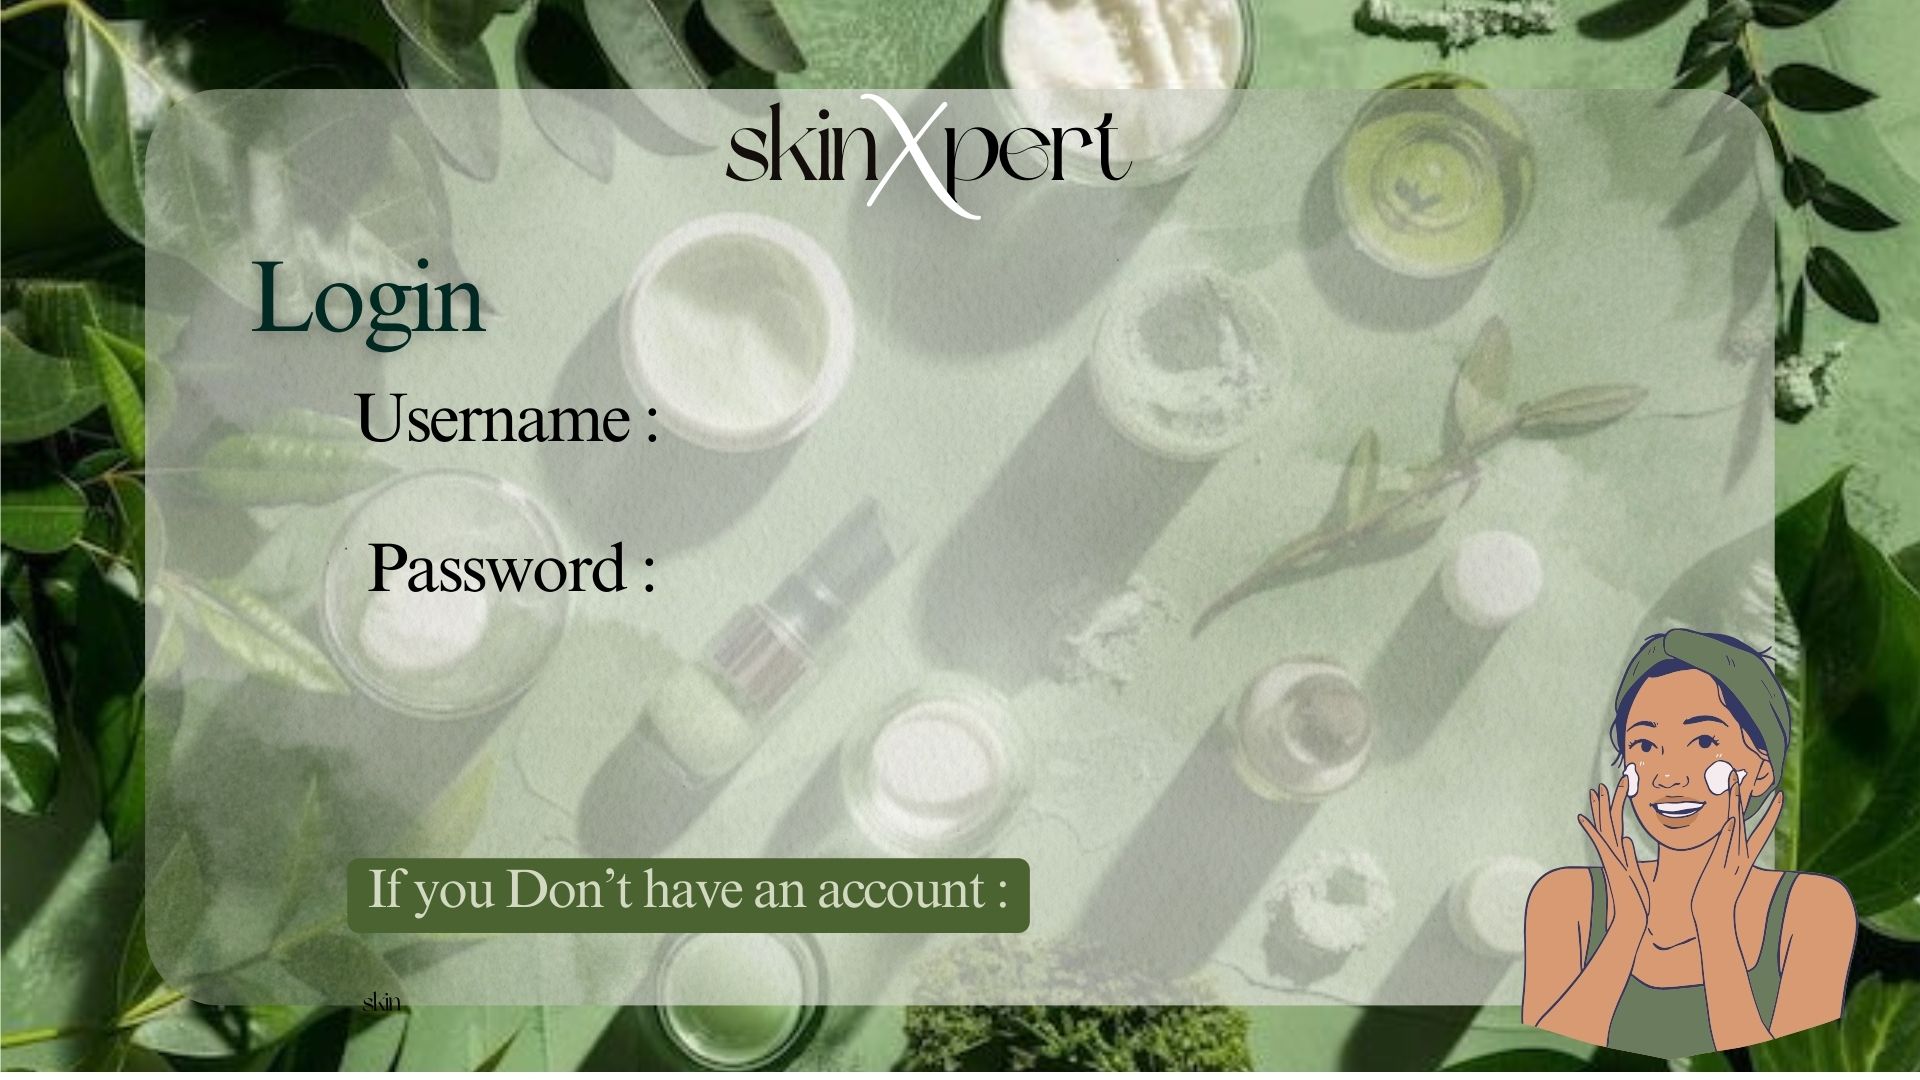 skinXpert
Login
Username :
Password :
If you Don’t have an account :
skin